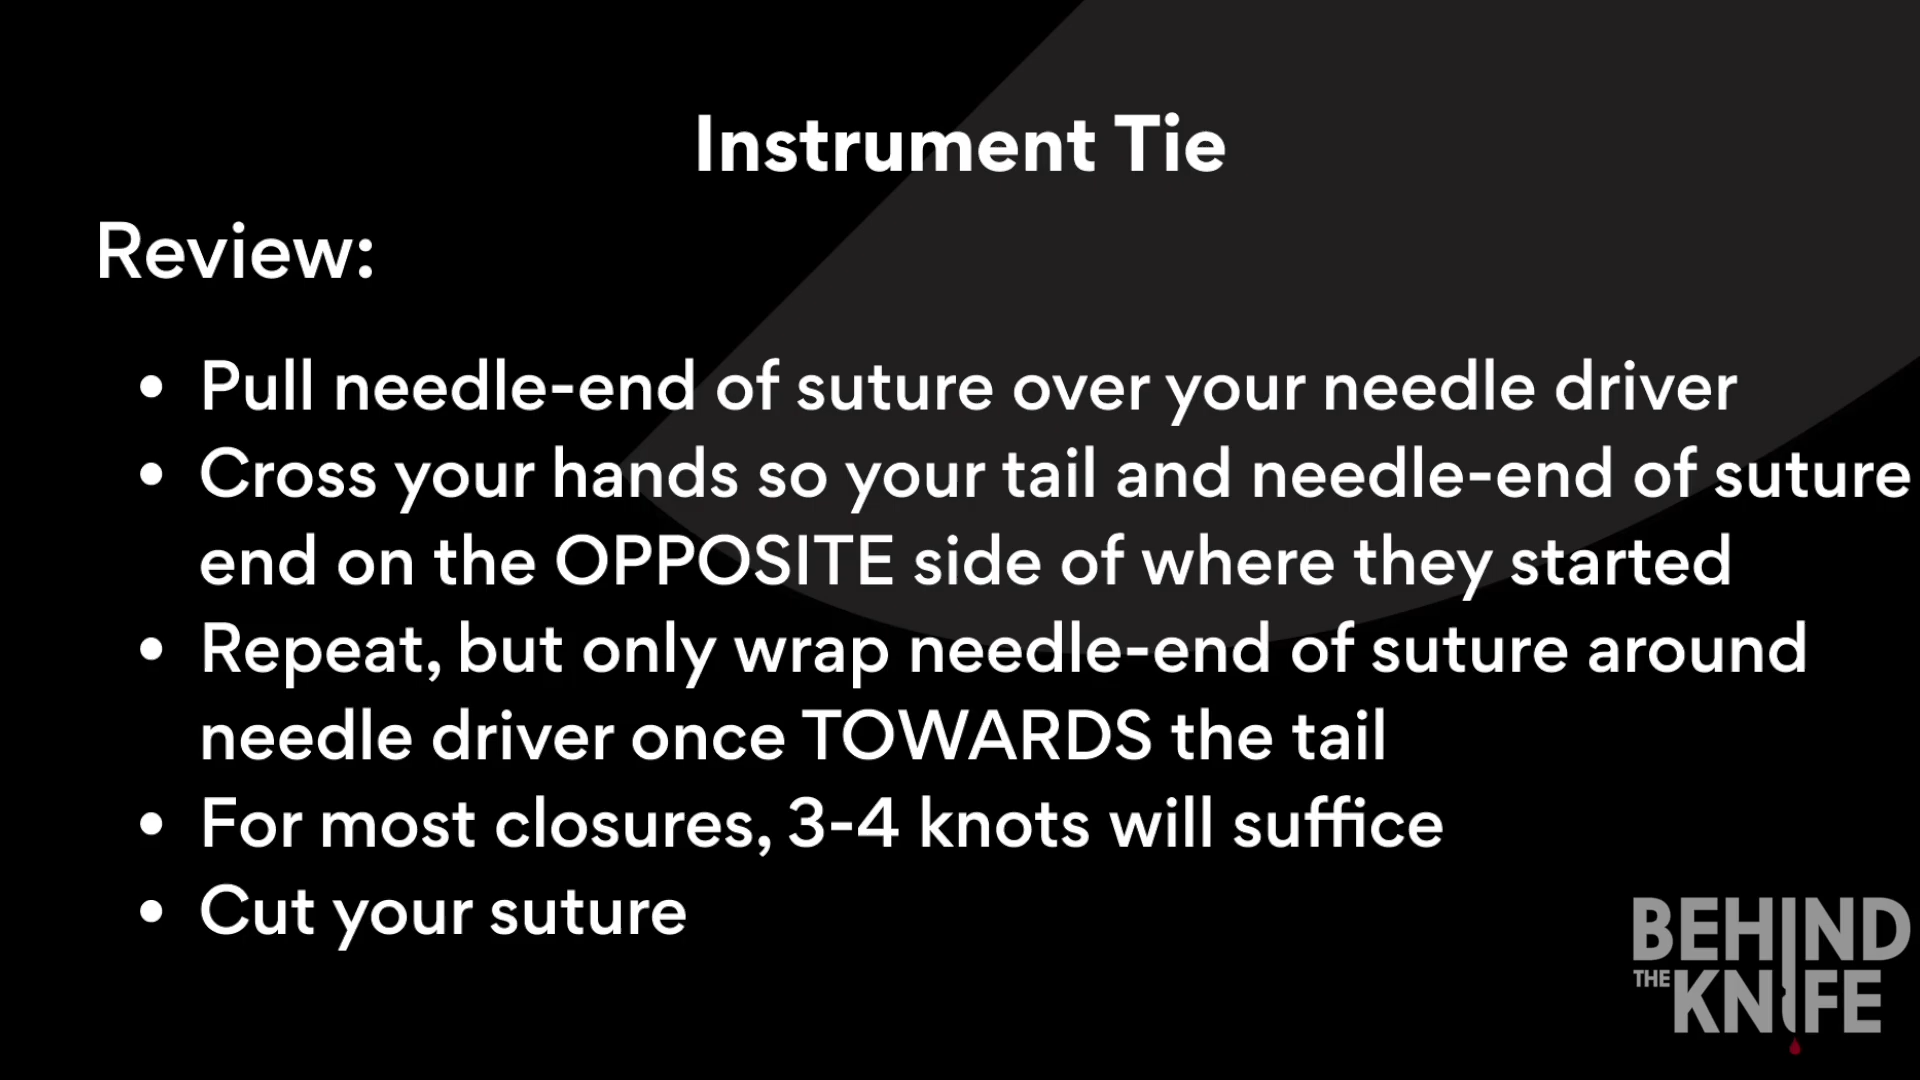 Instrument Tie
Review:
• Pull needle-end of suture over your needle driver
• Cross your hands so your tail and needle-end of suture
end on the OPPOSITE side of where they started
• Repeat, but only wrap needle-end of suture around
needle driver once TOWARDS the tail
• For most closures, 3-4 knots will suffice
• Cut your suture
BEHIND
THE KNIFE